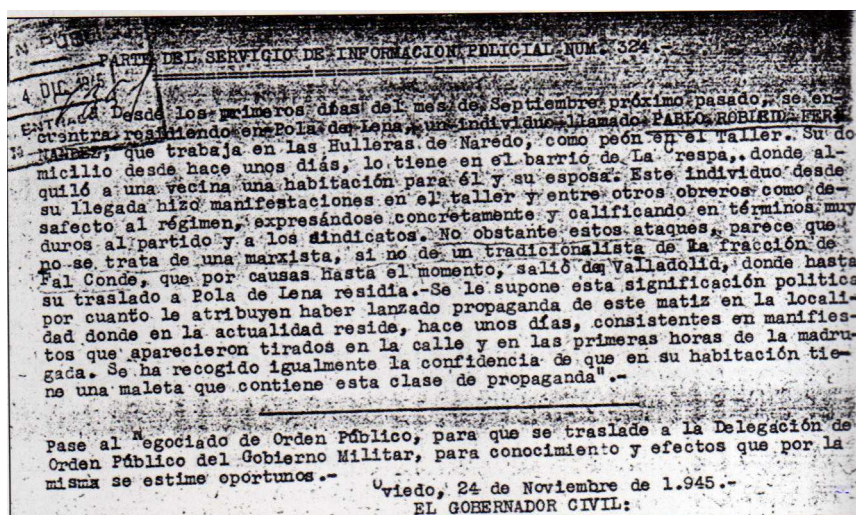 PARTE DEL SERVICIO DE INFORMACION POLICIAL NUM. 324.-
4 DIC 1945
Desde los primeros días del mes de Septiembre próximo pasado, se en-
cuentra residiendo en Pola de Lena, un individuo llamado PABLO ROBLEDO FER-
NANDEZ, que trabaja en las Hulleras de Naredo, como peón en el Taller. Su do
micilio desde hace unos diás, lo tiene en el barrió de La respa,. donde al-
quiló a una vecina una habitación para él y su esposa. Este individuo desde
su llegada hizo manifestaciones en el taller y entre otros obreros como de-
safecto al régimen, expresándose concretamente y calificando en términos muy
duros al partido y a los sindicatos. No obstante estos ataques, parece que
no se trata de una marxista, si no de un tradicionalista de la fracción de
Fal Conde, que por causas hasta el momento, salió de Valladolid, donde hasta
su traslado a Pola de Lena residia.-Se le supone esta significación politica
por cuanto le atribuyen haber lanzado propaganda de este matiz en la locali-
dad donde en la actualidad reside, hace unos días, consistentes en manifies-
tos que aparecieron tirados en la calle y en las primeras horas de la madru-
gada. Se ha recogido igualmente la confidencia de que en su habitación tie-
ne una maleta que contiene esta clase de propaganda".-
Pase al Negociado de Orden Público, para que se traslade a la Delegación de
Orden Público del Gobierno Militar, para conocimiento y efectos que por la
misma se estime oportunos.-
Oviedo, 24 de Noviembre de 1.945.-
EL GOBERNADOR CIVIL: